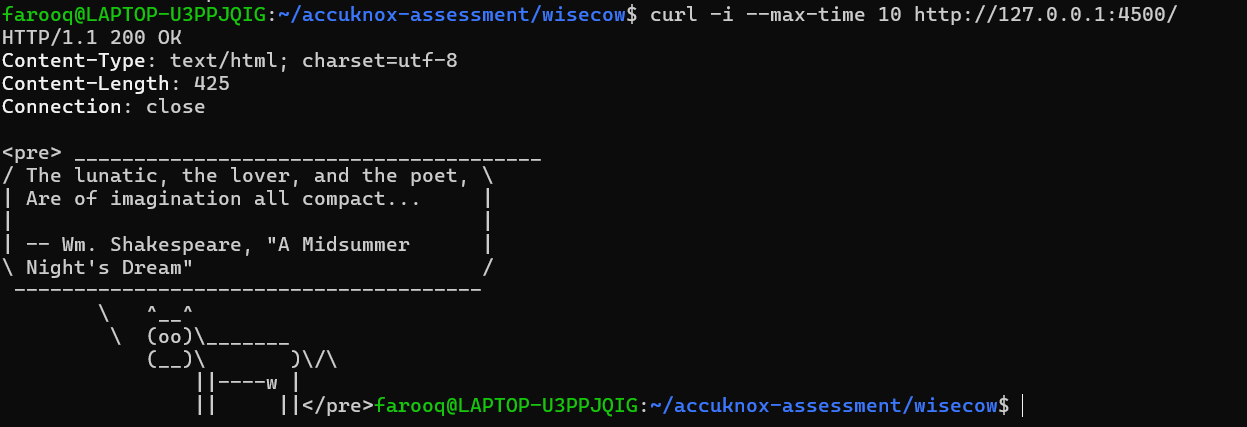 farooq@LAPTOP-U3PPJQIG:~/accuknox-assessment/wisecow$ curl -i --max-time 10 http://127.0.0.1:4500/
HTTP/1.1 200 OK
Content-Type: text/html; charset=utf-8
Content-Length: 425
Connection: close

<pre> _______________________________________
/ The lunatic, the lover, and the poet, \
| Are of imagination all compact...     |
|                                       |
| -- Wm. Shakespeare, "A Midsummer      |
\ Night's Dream"                        /
 ---------------------------------------
        \   ^__^
         \  (oo)\_______
            (__)\       )\/\
                ||----w |
                ||     ||</pre>farooq@LAPTOP-U3PPJQIG:~/accuknox-assessment/wisecow$